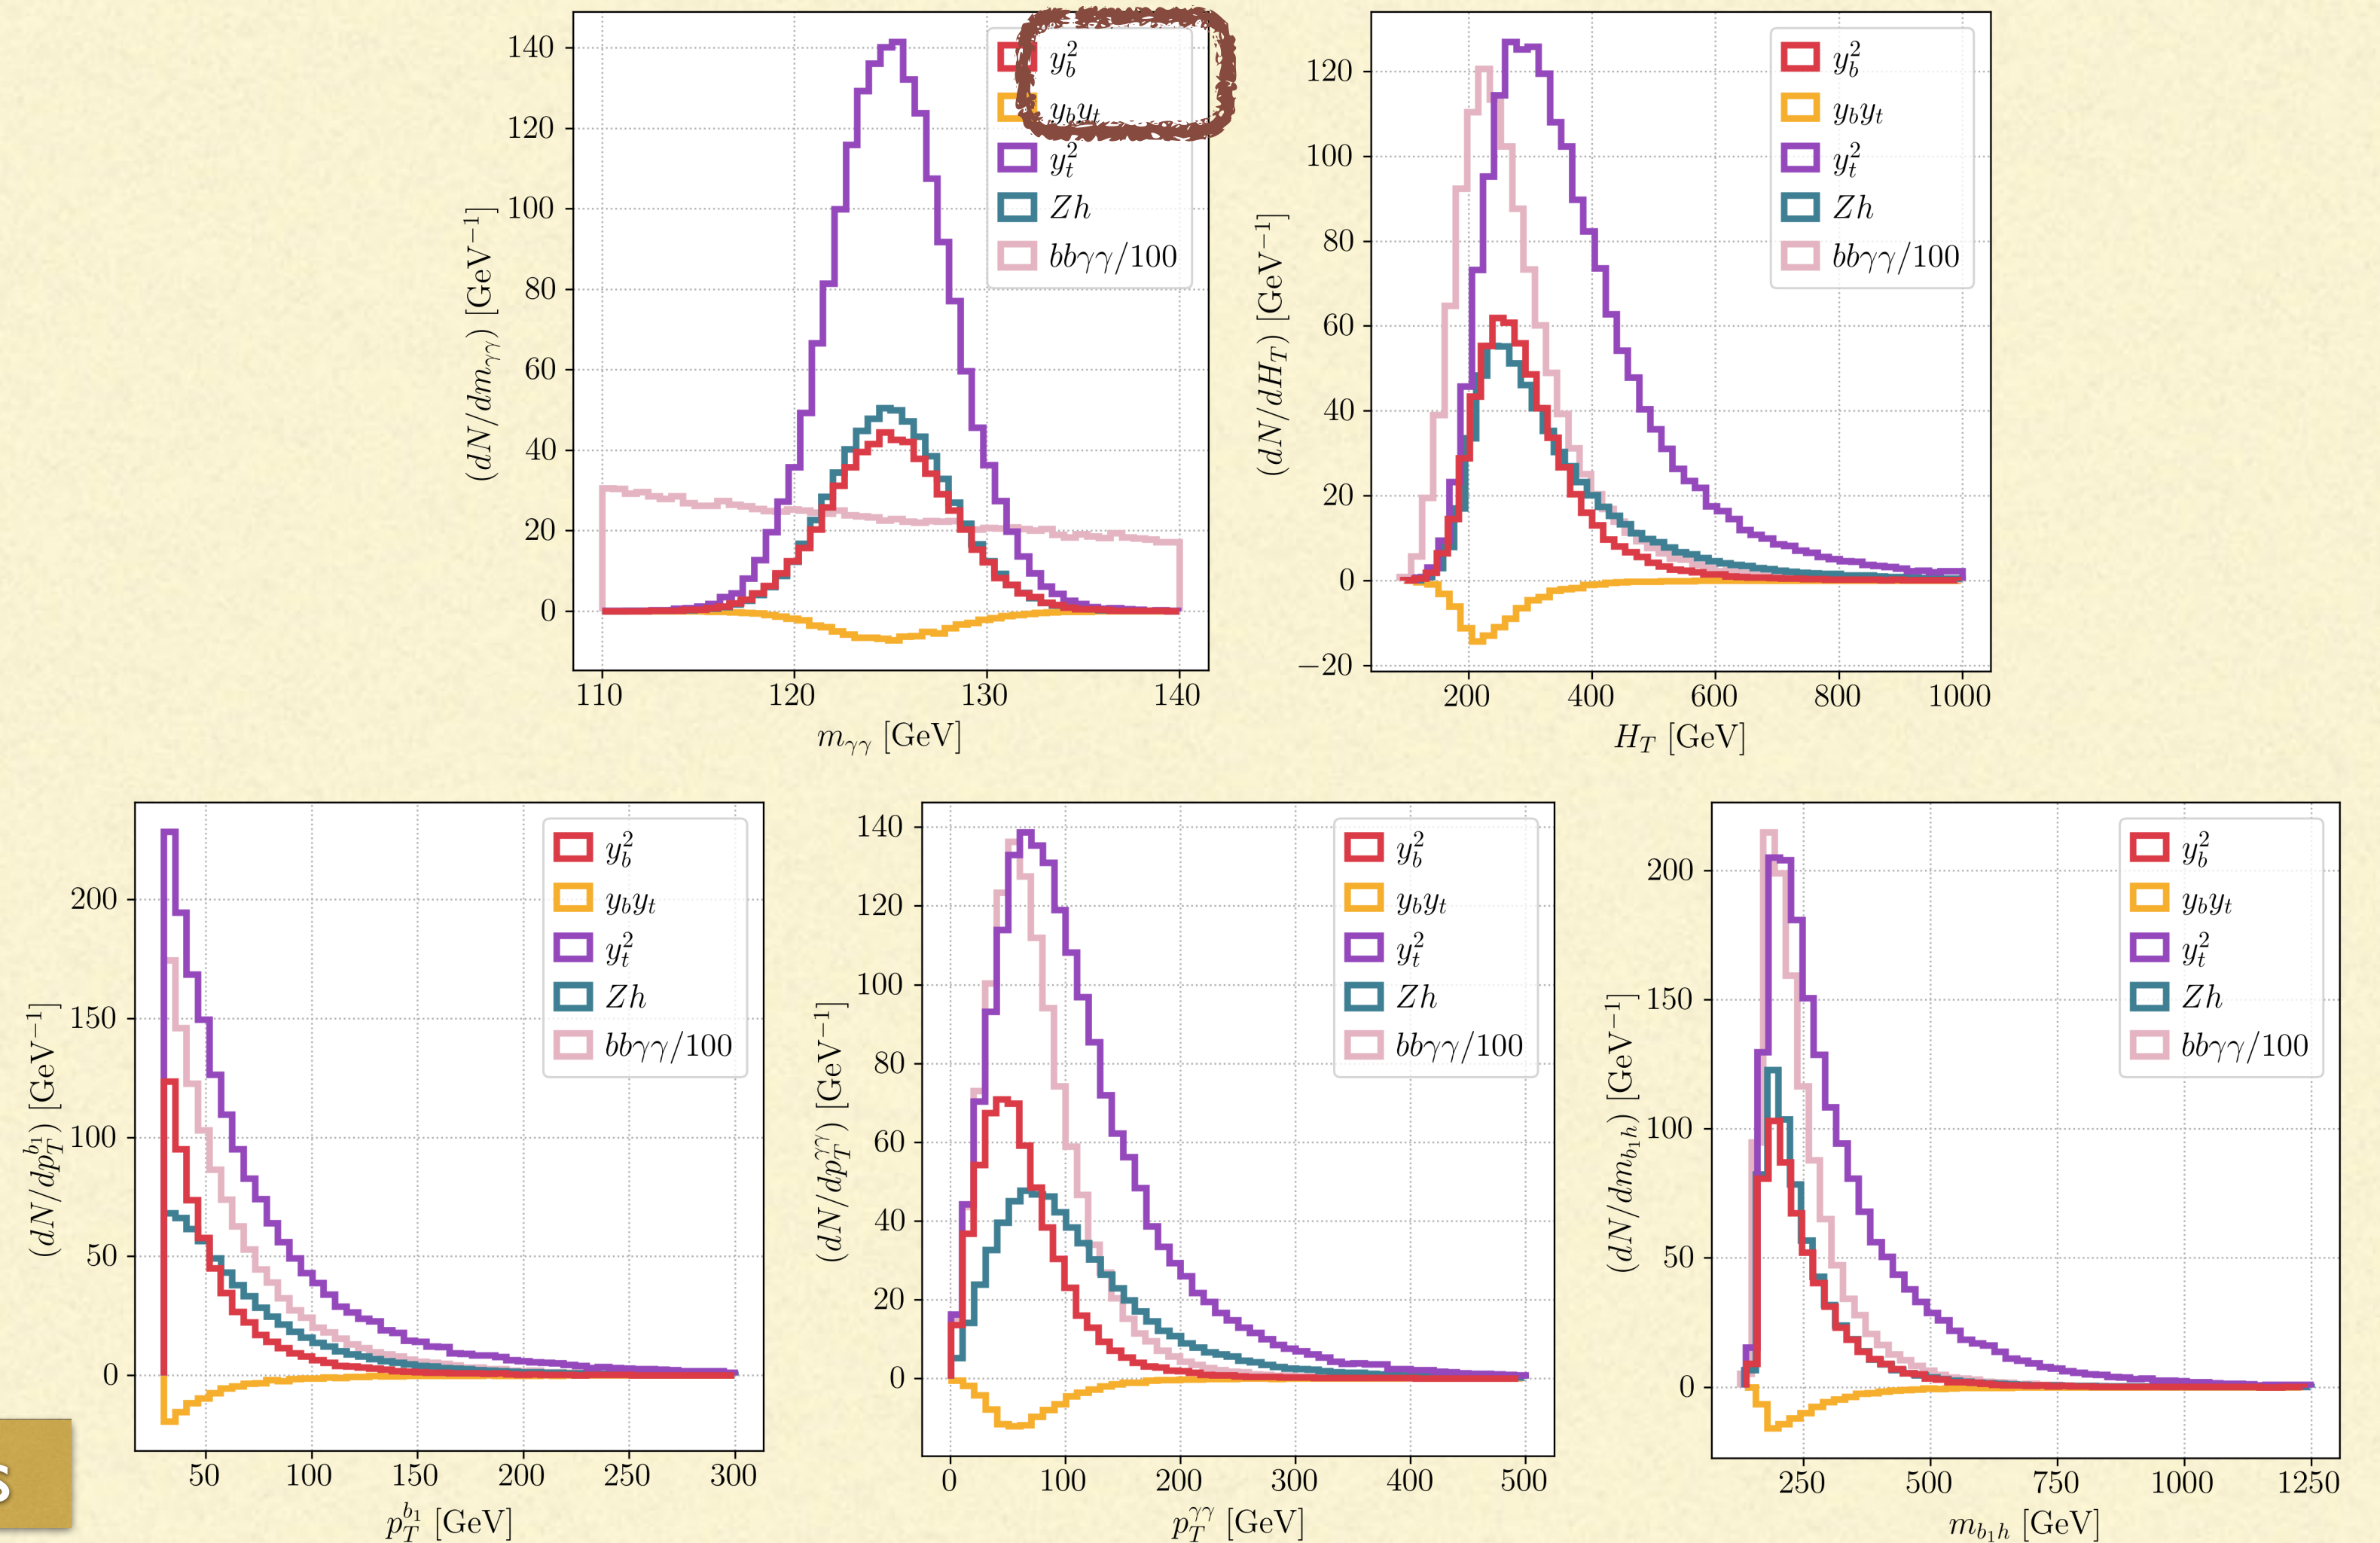 140
120
100
80
60
40
20
0
(dN/dm_{γγ}) [GeV^{−1}]
110 120 130 140
m_{γγ} [GeV]
y_b^2
y_b y_t
y_t^2
Zh
bbγγ/100
120
100
80
60
40
20
0
−20
(dN/dH_T) [GeV^{−1}]
200 400 600 800 1000
H_T [GeV]
y_b^2
y_b y_t
y_t^2
Zh
bbγγ/100
200
150
100
50
0
(dN/dp_T^{b_1}) [GeV^{−1}]
50 100 150 200 250 300
p_T^{b_1} [GeV]
y_b^2
y_b y_t
y_t^2
Zh
bbγγ/100
140
120
100
80
60
40
20
0
(dN/dp_T^{γγ}) [GeV^{−1}]
0 100 200 300 400 500
p_T^{γγ} [GeV]
y_b^2
y_b y_t
y_t^2
Zh
bbγγ/100
200
150
100
50
0
(dN/dm_{b_1h}) [GeV^{−1}]
250 500 750 1000 1250
m_{b_1h} [GeV]
y_b^2
y_b y_t
y_t^2
Zh
bbγγ/100
s